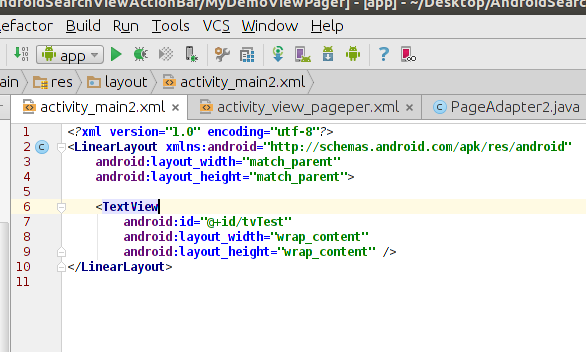 ndroidSearchViewActionBar/MyDemoViewPager] - [app] - ~/Desktop/AndroidSearc
efactor Build Run Tools VCS Window Help
app
ain res layout activity_main2.xml
activity_main2.xml × activity_view_pageper.xml × PageAdapter2.java
1 <?xml version="1.0" encoding="utf-8"?>
2 C <LinearLayout xmlns:android="http://schemas.android.com/apk/res/android"
3 android:layout_width="match_parent"
4 android:layout_height="match_parent">
5
6 <TextView
7 android:id="@+id/tvTest"
8 android:layout_width="wrap_content"
9 android:layout_height="wrap_content" />
10 </LinearLayout>
11